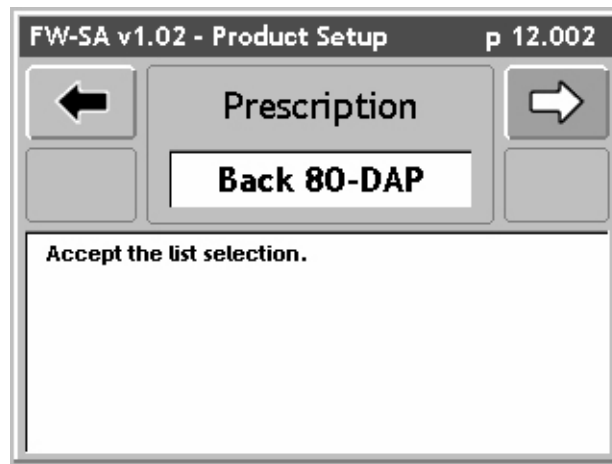 FW-SA v1.02 - Product Setup p 12.002
Prescription
Back 80-DAP
Accept the list selection.